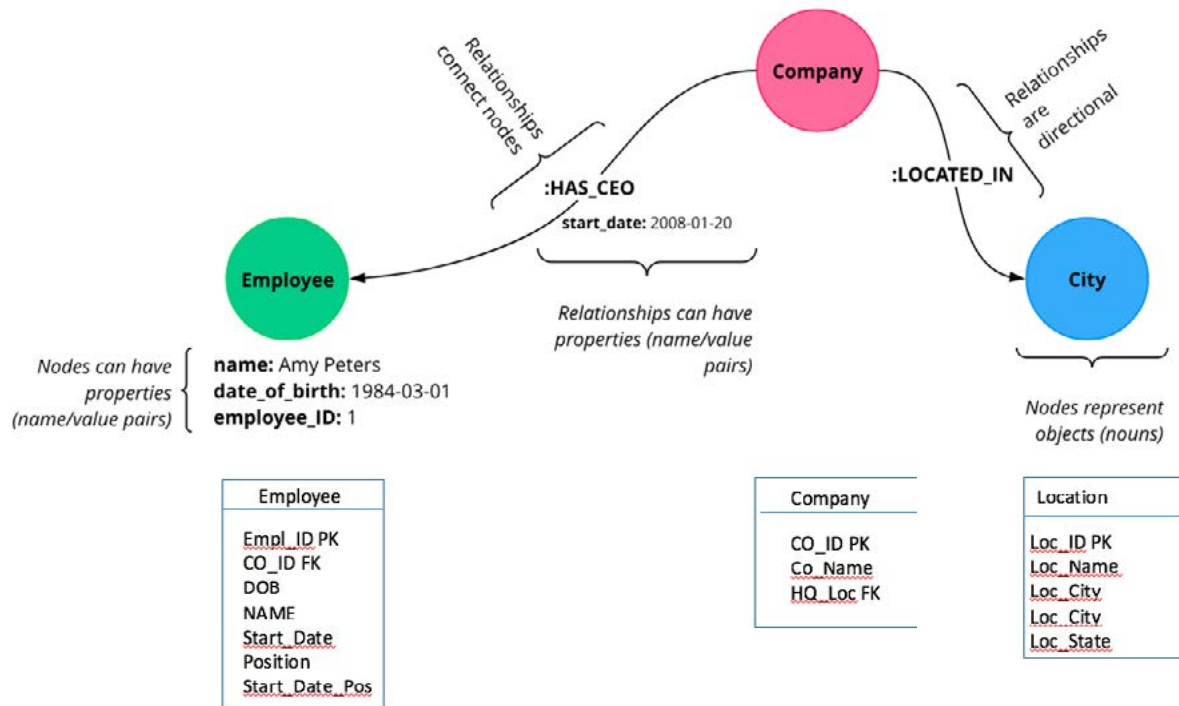 Relationships
connect nodes
Company
Relationships
are
directional
:HAS_CEO
start_date: 2008-01-20
:LOCATED_IN
Employee
City
Relationships can have
properties (name/value
pairs)
Nodes can have
properties
(name/value pairs)
name: Amy Peters
date_of_birth: 1984-03-01
employee_ID: 1
Nodes represent
objects (nouns)
Employee
Empl_ID PK
CO_ID FK
DOB
NAME
Start_Date
Position
Start_Date_Pos
Company
CO_ID PK
Co_Name
HQ_Loc FK
Location
Loc_ID PK
Loc_Name
Loc_City
Loc_City
Loc_State